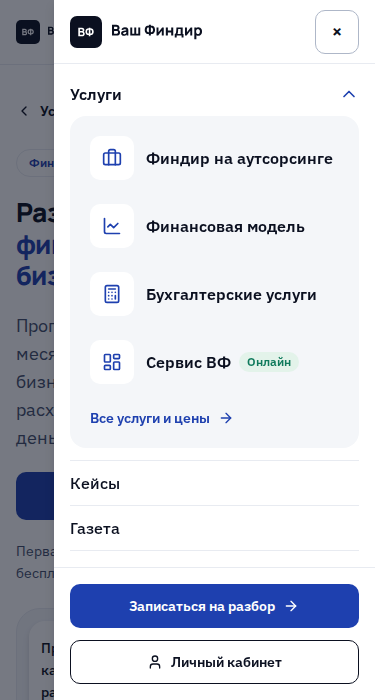 ВФ
Ваш Финдир
×
Услуги
Финдир на аутсорсинге
Финансовая модель
Бухгалтерские услуги
Сервис ВФ Онлайн
Все услуги и цены →
Кейсы
Газета
Записаться на разбор →
Личный кабинет
ВФ